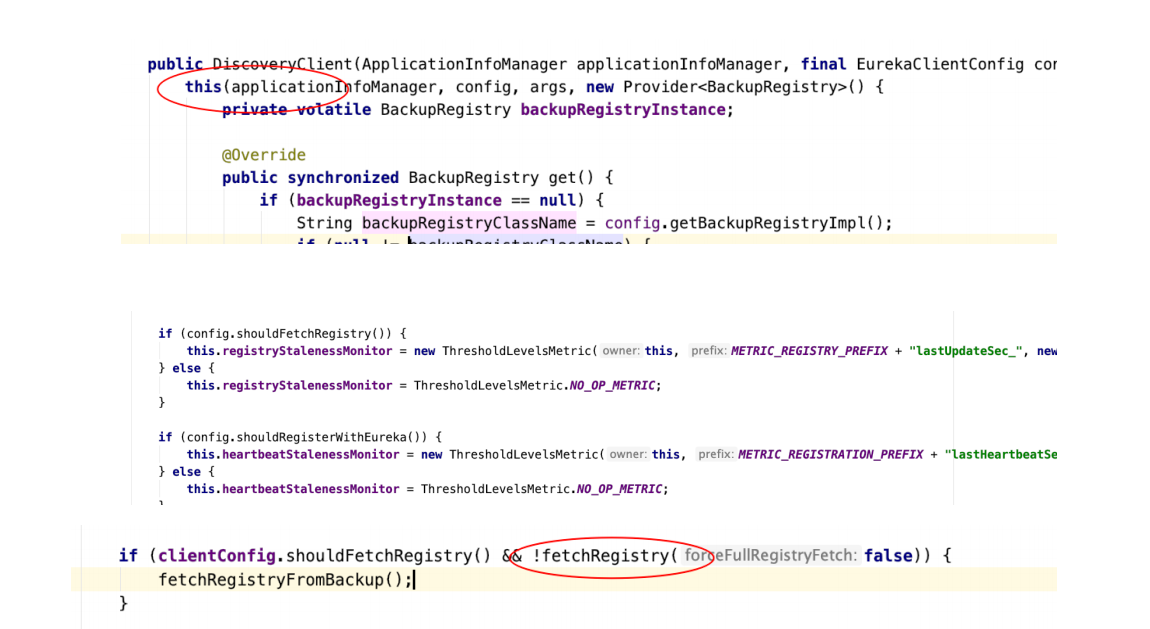 public DiscoveryClient(ApplicationInfoManager applicationInfoManager, final EurekaClientConfig cor
this(applicationInfoManager, config, args, new Provider<BackupRegistry>() {
private volatile BackupRegistry backupRegistryInstance;
@Override
public synchronized BackupRegistry get() {
if (backupRegistryInstance == null) {
String backupRegistryClassName = config.getBackupRegistryImpl();
if (null != backupRegistryClassName) {
if (config.shouldFetchRegistry()) {
this.registryStalenessMonitor = new ThresholdLevelsMetric( owner: this, prefix: METRIC_REGISTRY_PREFIX + "lastUpdateSec_", new
} else {
this.registryStalenessMonitor = ThresholdLevelsMetric.NO_OP_METRIC;
}
if (config.shouldRegisterWithEureka()) {
this.heartbeatStalenessMonitor = new ThresholdLevelsMetric( owner: this, prefix: METRIC_REGISTRATION_PREFIX + "lastHeartbeatSe
} else {
this.heartbeatStalenessMonitor = ThresholdLevelsMetric.NO_OP_METRIC;
}
if (clientConfig.shouldFetchRegistry() && !fetchRegistry( forceFullRegistryFetch: false)) {
fetchRegistryFromBackup();
}